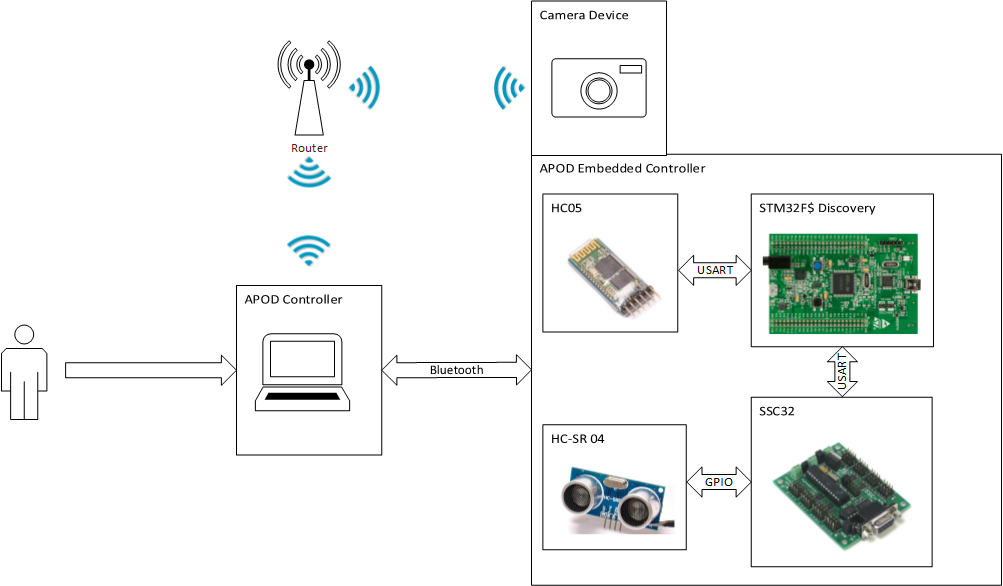 Camera Device
Router
APOD Embedded Controller
HC05
STM32F$ Discovery
USART
APOD Controller
Bluetooth
USART
SSC32
HC-SR 04
GPIO